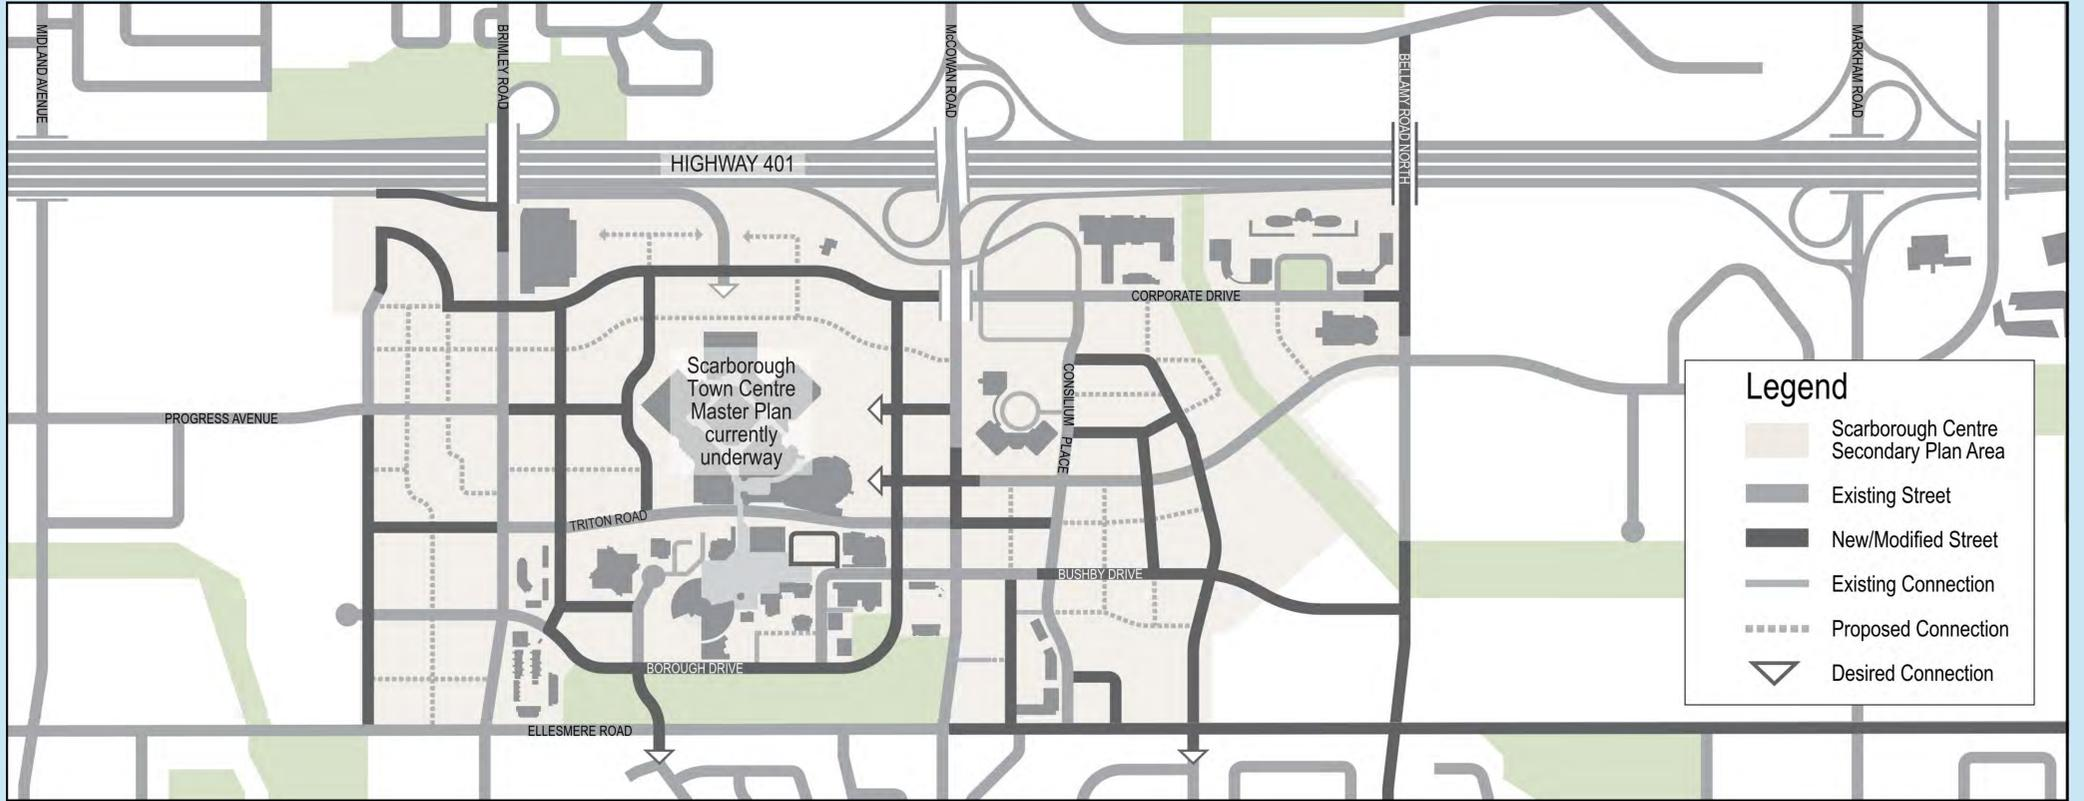 MIDLAND AVENUE
BRIMLEY ROAD
McCOWAN ROAD
BELLAMY ROAD NORTH
MARKHAM ROAD
HIGHWAY 401
CORPORATE DRIVE
Scarborough
Town Centre
Master Plan
currently
underway
CONSILIUM PLACE
PROGRESS AVENUE
TRITON ROAD
BUSHBY DRIVE
BOROUGH DRIVE
ELLESMERE ROAD
Legend
Scarborough Centre
Secondary Plan Area
Existing Street
New/Modified Street
Existing Connection
Proposed Connection
Desired Connection